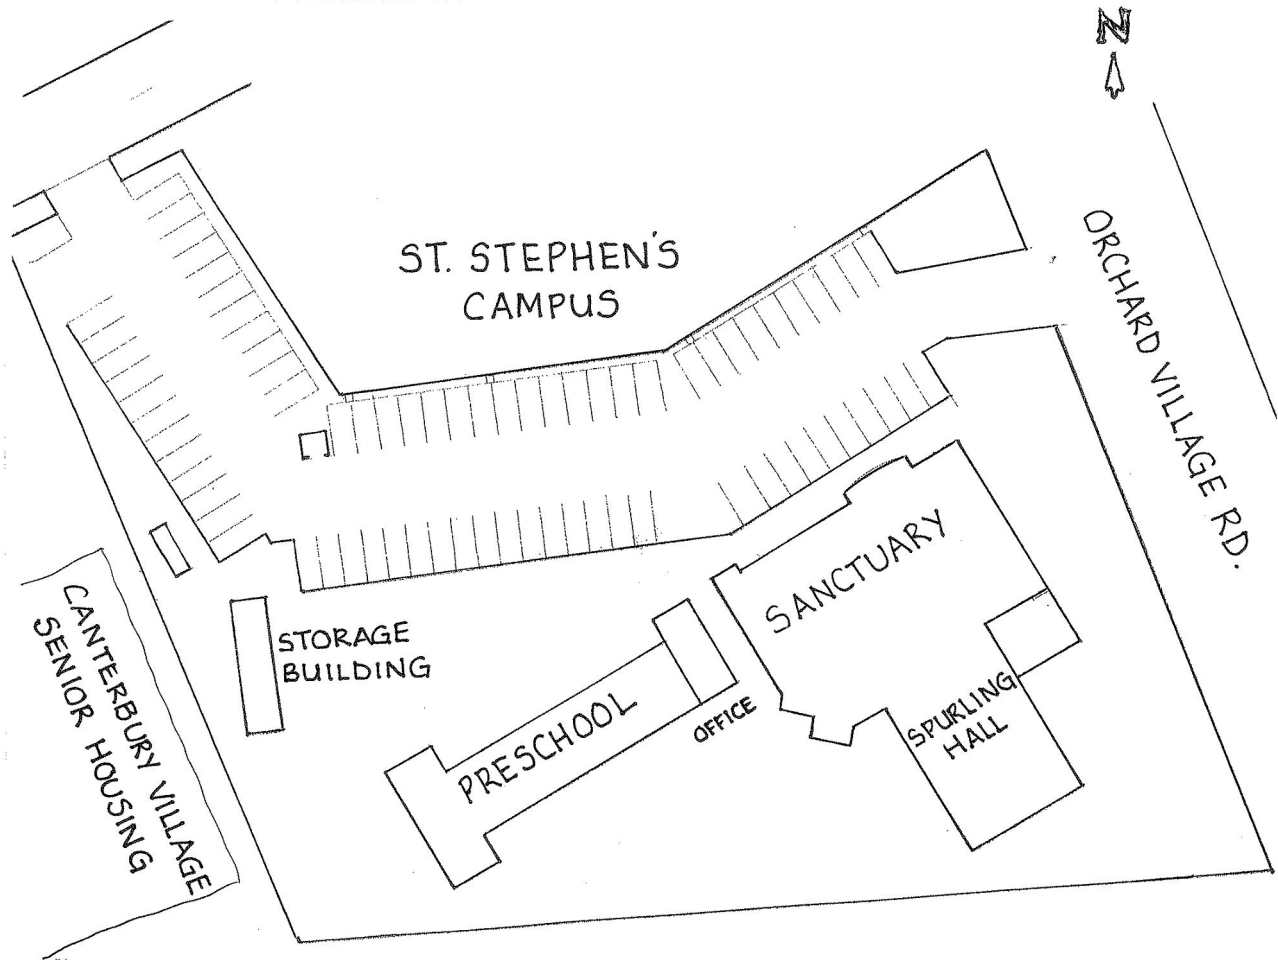 N
ST. STEPHEN'S
CAMPUS
ORCHARD VILLAGE RD.
SANCTUARY
STORAGE
BUILDING
CANTERBURY VILLAGE
SENIOR HOUSING
PRESCHOOL
OFFICE
SPURLING
HALL